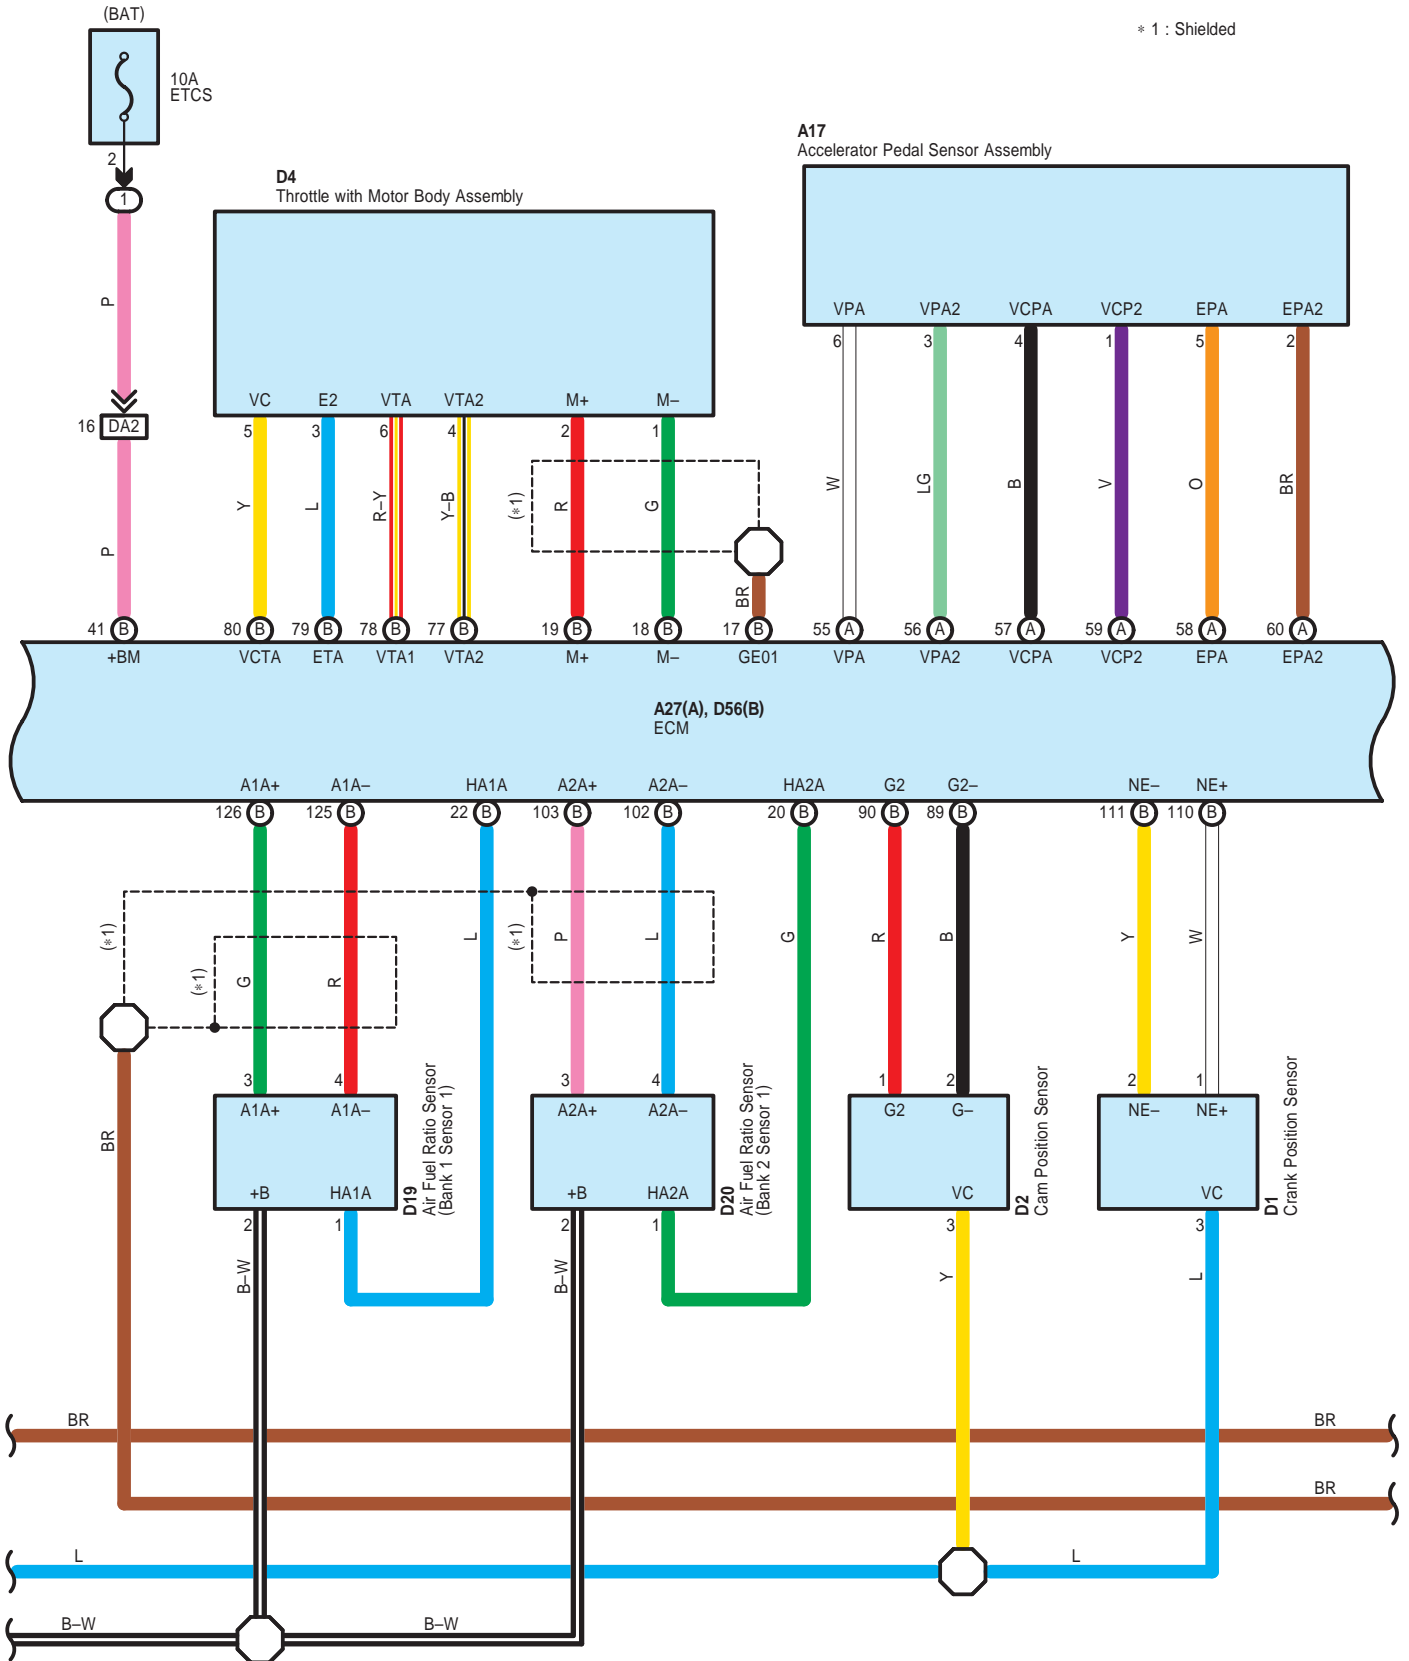 (BAT)
* 1 : Shielded
10A
ETCS
2
1
A17
Accelerator Pedal Sensor Assembly
D4
Throttle with Motor Body Assembly
VPA VPA2 VCPA VCP2 EPA EPA2
6 3 4 1 5 2
P
VC E2 VTA VTA2 M+ M–
5 3 6 4 2 1
16 DA2
Y L R–Y Y–B (*1) R G
W LG B V O BR
P
BR
41 B 80 B 79 B 78 B 77 B 19 B 18 B 17 B 55 A 56 A 57 A 59 A 58 A 60 A
+BM VCTA ETA VTA1 VTA2 M+ M– GE01 VPA VPA2 VCPA VCP2 EPA EPA2
A27(A), D56(B)
ECM
A1A+ A1A– HA1A A2A+ A2A– HA2A G2 G2– NE– NE+
126 B 125 B 22 B 103 B 102 B 20 B 90 B 89 B 111 B 110 B
(*1) L (*1) P L G R B Y W
(*1) G R
3 4 3 4 1 2 2 1
A1A+ A1A– A2A+ A2A– G2 G– NE– NE+
BR
+B HA1A +B HA2A VC VC
D19
Air Fuel Ratio Sensor
(Bank 1 Sensor 1)
D20
Air Fuel Ratio Sensor
(Bank 2 Sensor 1)
D2
Cam Position Sensor
D1
Crank Position Sensor
2 1 2 1 3 3
B–W B–W Y L
BR BR
BR
L L
B–W B–W